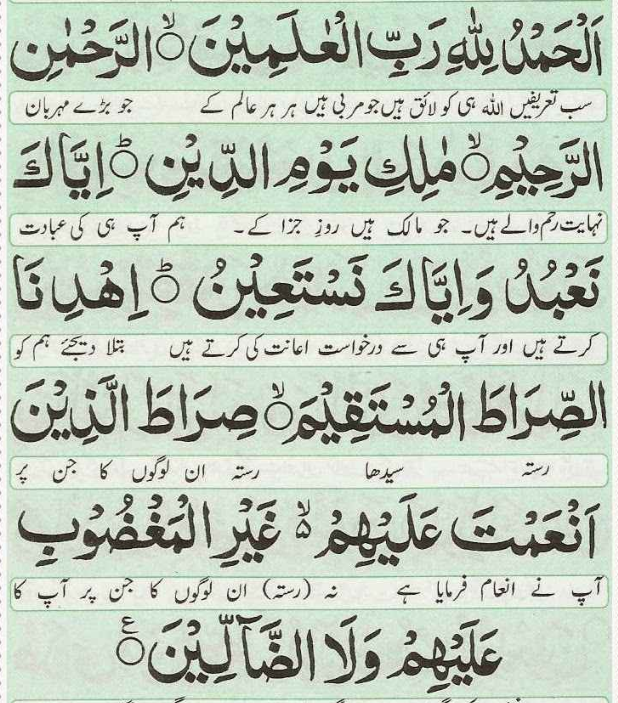 اَلْحَمْدُ لِلّٰهِ رَبِّ الْعٰلَمِيْنَ ۙ○ الرَّحْمٰنِ
سب تعریفیں اللہ ہی کو لائق ہیں جو مربی ہیں ہر ہر عالم کے جو بڑے مہربان
الرَّحِيْمِ ۙ○ مٰلِكِ يَوْمِ الدِّيْنِ ؕ○ اِيَّاكَ
نہایت رحم والے ہیں۔ جو مالک ہیں روز جزا کے۔ ہم آپ ہی کی عبادت
نَعْبُدُ وَاِيَّاكَ نَسْتَعِيْنُ ؕ○ اِهْدِنَا
کرتے ہیں اور آپ ہی سے درخواست اعانت کی کرتے ہیں بتلا دیجئے ہم کو
الصِّرَاطَ الْمُسْتَقِيْمَ ۙ○ صِرَاطَ الَّذِيْنَ
رستہ سیدھا رستہ ان لوگوں کا جن پر
اَنْعَمْتَ عَلَيْهِمْ ۙ۵ غَيْرِ الْمَغْضُوْبِ
آپ نے انعام فرمایا ہے نہ (رستہ) ان لوگوں کا جن پر آپ کا
عَلَيْهِمْ وَلَا الضَّآلِّيْنَ ○ع